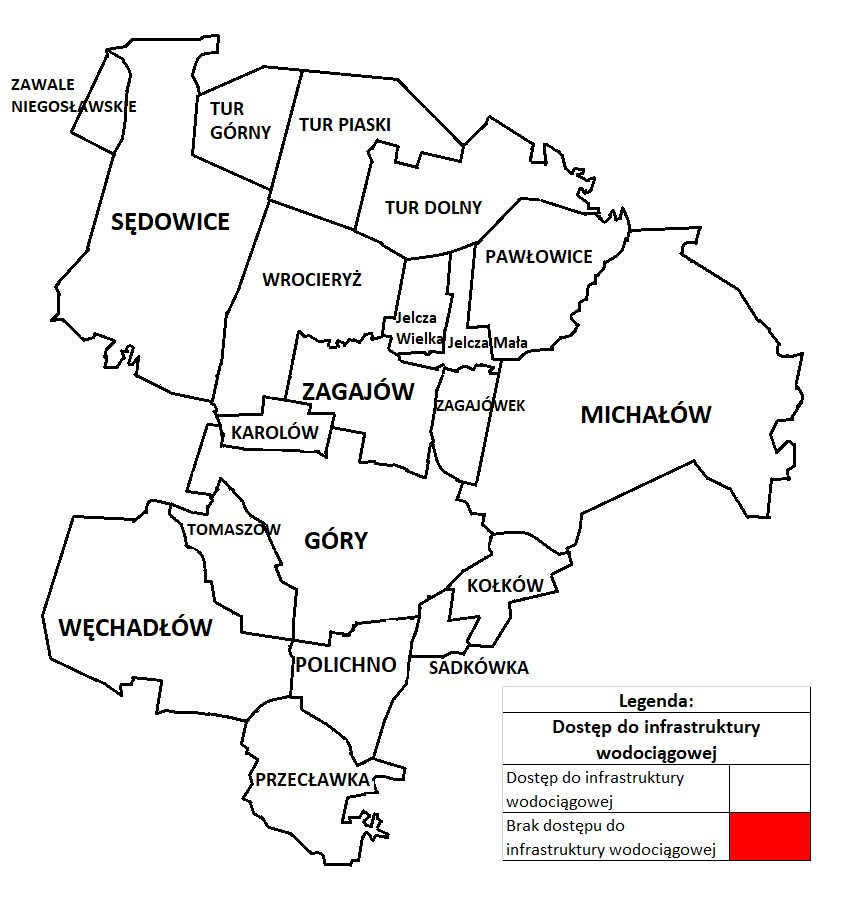 ZAWALE
NIEGOSŁAWSKIE
TUR
GÓRNY
TUR PIASKI
SĘDOWICE
TUR DOLNY
PAWŁOWICE
WROCIERYŻ
Jelcza
Wielka
Jelcza Mała
ZAGAJÓW
ZAGAJÓWEK
MICHAŁÓW
KAROLÓW
TOMASZÓW
GÓRY
KOŁKÓW
WĘCHADŁÓW
POLICHNO
SADKÓWKA
PRZECŁAWKA
Legenda:
Dostęp do infrastruktury
wodociągowej
Dostęp do infrastruktury
wodociągowej
Brak dostępu do
infrastruktury wodociągowej